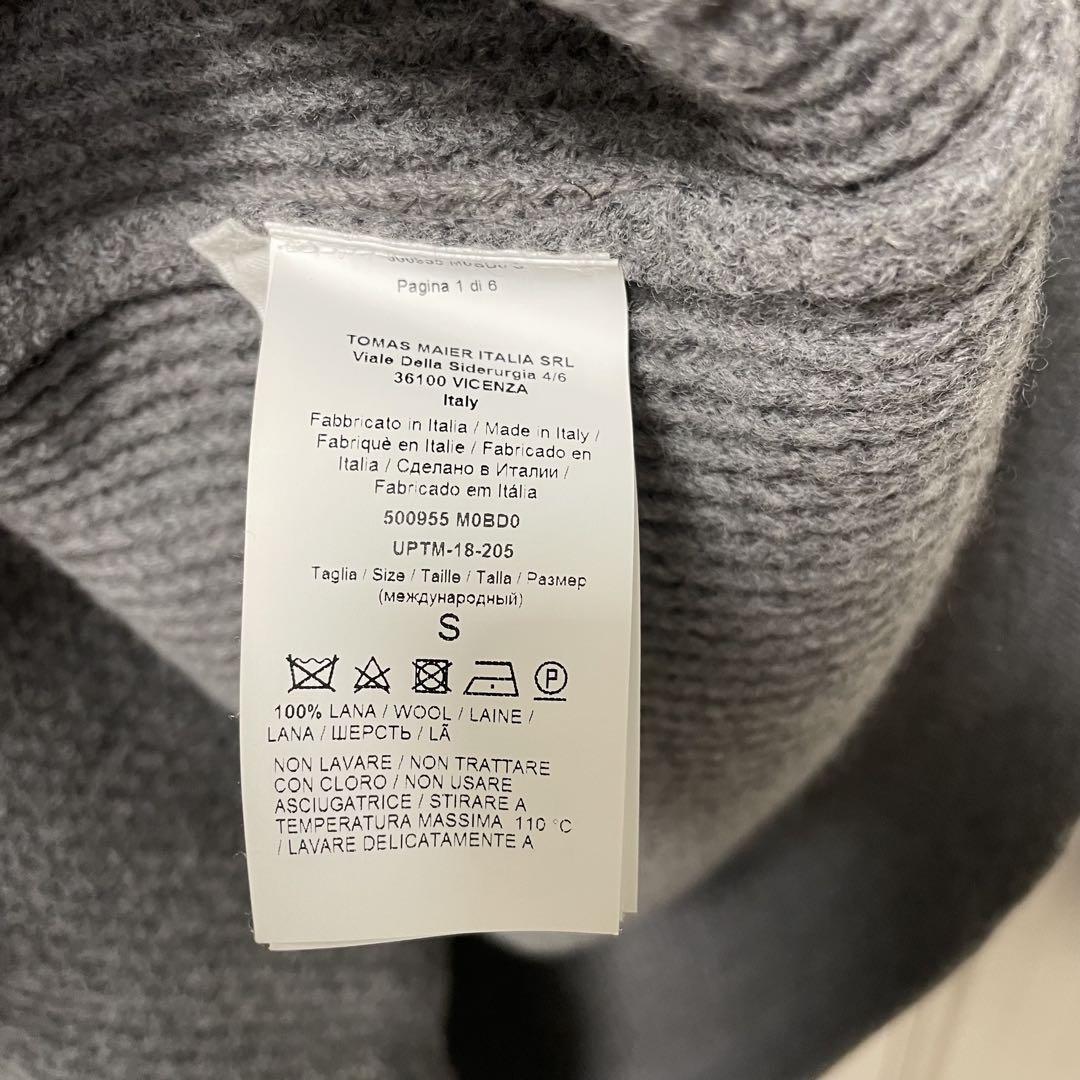 Pagina 1 di 6
TOMAS MAIER ITALIA SRL
Viale Della Siderurgia 4/6
36100 VICENZA
Italy
Fabbricato in Italia / Made in Italy /
Fabriquè en Italie / Fabricado en
Italia / Сделано в Италии /
Fabricado em Itália
500955 M0BD0
UPTM-18-205
Taglia / Size / Taille / Talla / Размер
(международный)
S
P
100% LANA / WOOL / LAINE /
LANA / ШЕРСТЬ / LÃ
NON LAVARE / NON TRATTARE
CON CLORO / NON USARE
ASCIUGATRICE / STIRARE A
TEMPERATURA MASSIMA 110 °C
/ LAVARE DELICATAMENTE A